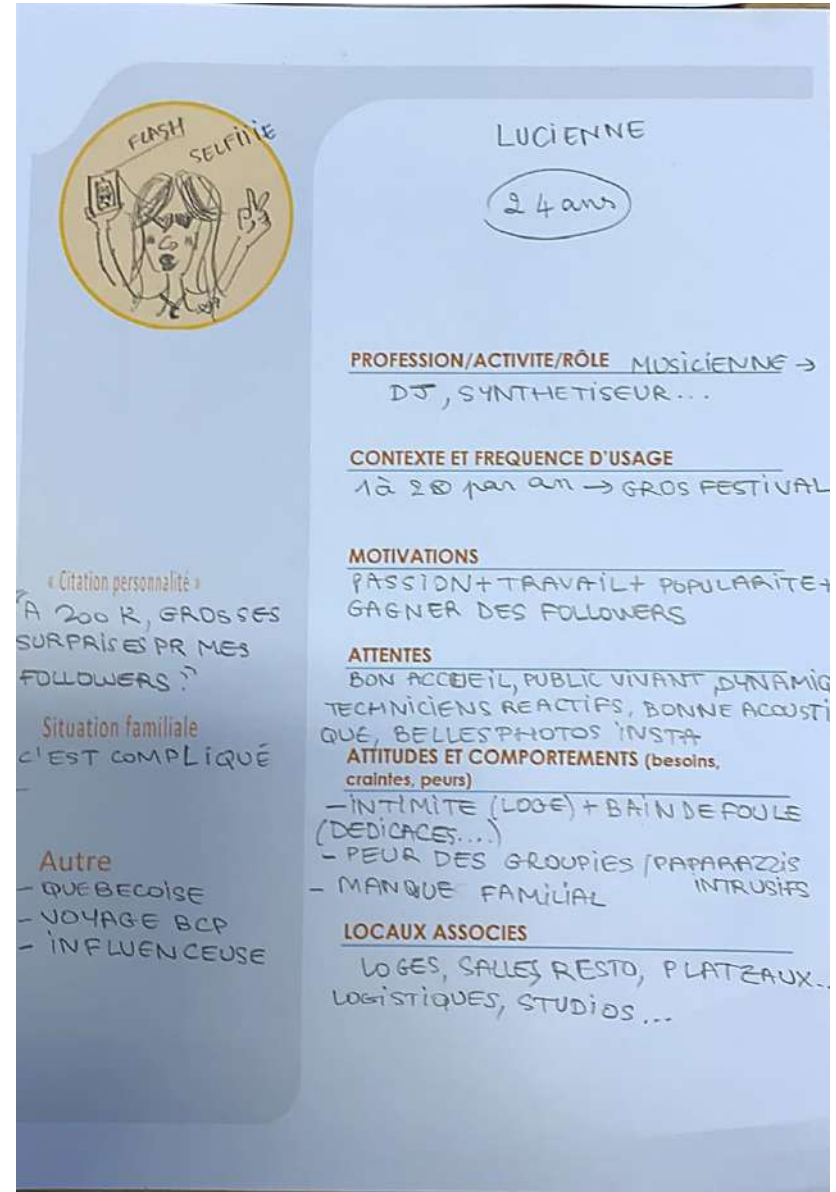 FLASH
SELFIIIE
LUCIENNE
24 ans
PROFESSION/ACTIVITE/RÔLE MUSICIENNE →
DJ, SYNTHETISEUR...
CONTEXTE ET FREQUENCE D'USAGE
1 à 2 par an → GROS FESTIVAL
MOTIVATIONS
PASSION + TRAVAIL + POPULARITE +
GAGNER DES FOLLOWERS
ATTENTES
BON ACCUEIL, PUBLIC VIVANT, DYNAMIQ
TECHNICIENS REACTIFS, BONNE ACOUSTI
QUE, BELLES PHOTOS INSTA
ATTITUDES ET COMPORTEMENTS (besoins,
craintes, peurs)
- INTIMITE (LOGE) + BAIN DE FOULE
(DEDICACES....)
- PEUR DES GROUPIES / PAPARAZZIS
INTRUSIFS
- MANQUE FAMILIAL
LOCAUX ASSOCIES
LOGES, SALLES RESTO, PLATEAUX...
LOGISTIQUES, STUDIOS...
« Citation personnalité »
"A 200 K, GROSSES
SURPRISES PR MES
FOLLOWERS."
Situation familiale
C'EST COMPLIQUÉ
-
Autre
- QUEBECOISE
- VOYAGE BCP
- INFLUENCEUSE